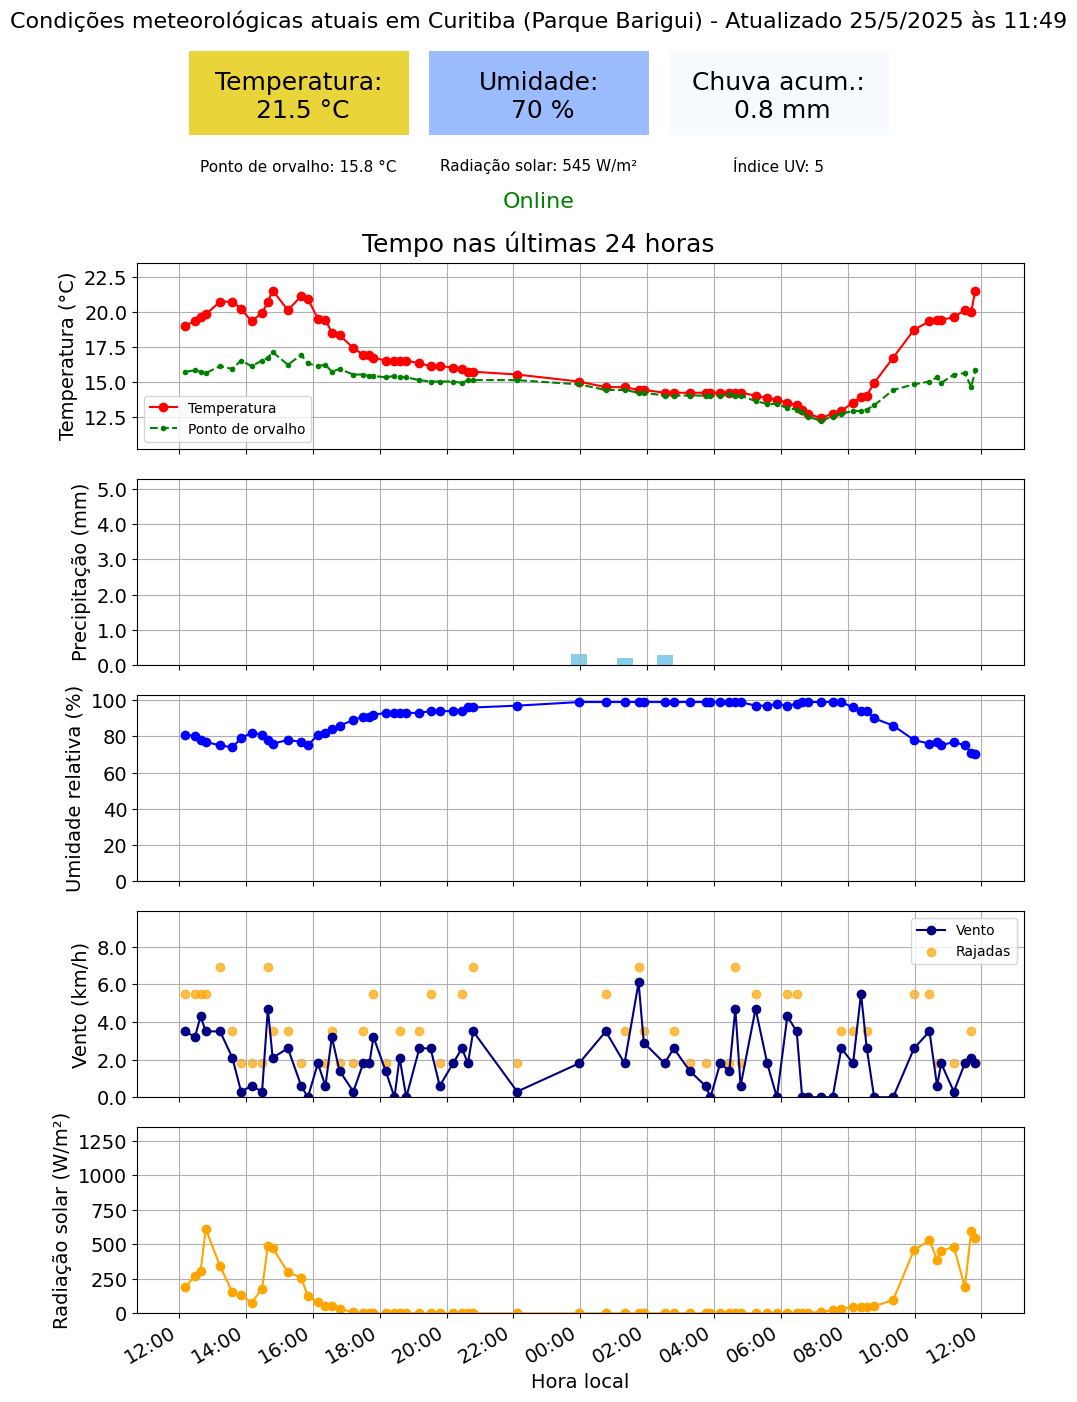 Condições meteorológicas atuais em Curitiba (Parque Barigui) - Atualizado 25/5/2025 às 11:49
Temperatura:
21.5 °C
Umidade:
70 %
Chuva acum.:
0.8 mm
Ponto de orvalho: 15.8 °C
Radiação solar: 545 W/m²
Índice UV: 5
Online
Tempo nas últimas 24 horas
Temperatura (°C)
22.5
20.0
17.5
15.0
12.5
Temperatura
Ponto de orvalho
Precipitação (mm)
5.0
4.0
3.0
2.0
1.0
0.0
Umidade relativa (%)
100
80
60
40
20
0
Vento (km/h)
8.0
6.0
4.0
2.0
0.0
Vento
Rajadas
Radiação solar (W/m²)
1250
1000
750
500
250
0
12:00
14:00
16:00
18:00
20:00
22:00
00:00
02:00
04:00
06:00
08:00
10:00
12:00
Hora local